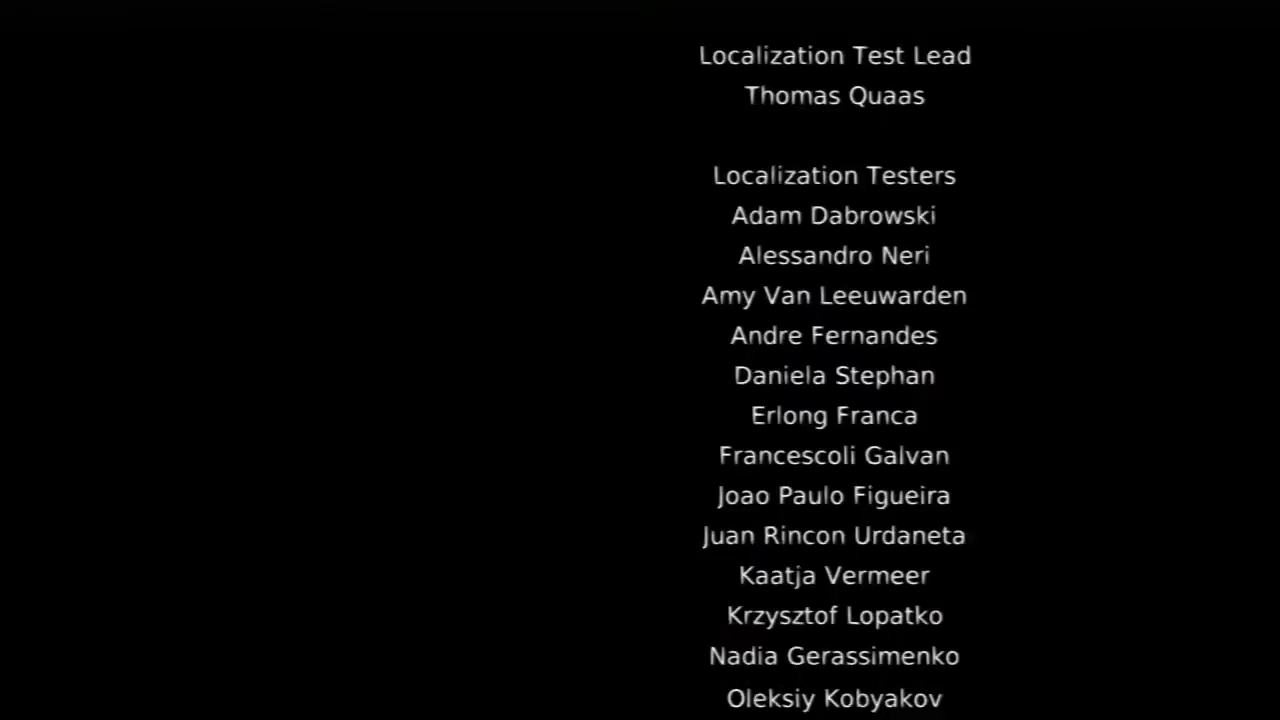 Localization Test Lead
Thomas Quaas
Localization Testers
Adam Dabrowski
Alessandro Neri
Amy Van Leeuwarden
Andre Fernandes
Daniela Stephan
Erlong Franca
Francescoli Galvan
Joao Paulo Figueira
Juan Rincon Urdaneta
Kaatja Vermeer
Krzysztof Lopatko
Nadia Gerassimenko
Oleksiy Kobyakov